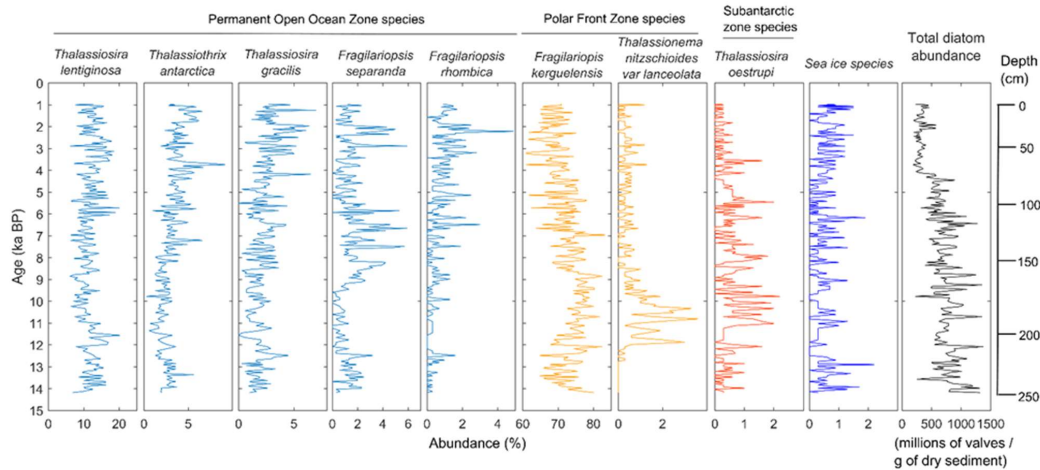 Permanent Open Ocean Zone species
Polar Front Zone species
Subantarctic
zone species
Thalassiosira
lentiginosa
Thalassiothrix
antarctica
Thalassiosira
gracilis
Fragilariopsis
separanda
Fragilariopsis
rhombica
Fragilariopis
kerguelensis
Thalassionema
nitzschioides
var lanceolata
Thalassiosira
oestrupi
Sea ice species
Total diatom
abundance
Depth
(cm)
Age (ka BP)
0
1
2
3
4
5
6
7
8
9
10
11
12
13
14
15
0
50
100
150
200
250
0 10 20
0 5
0 5
0 2 4 6
0 2 4
60 70 80
0 2
0 1 2
0 1 2
0 500 1000 1500
Abundance (%)
(millions of valves /
g of dry sediment)